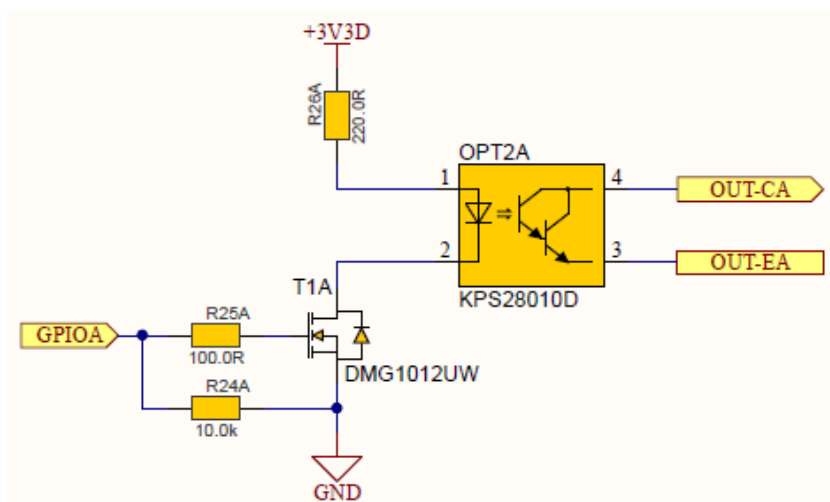 +3V3D
R26A
220.0R
OPT2A
1
4
OUT-CA
2
3
OUT-EA
KPS28010D
T1A
GPIOA
R25A
100.0R
DMG1012UW
R24A
10.0k
GND